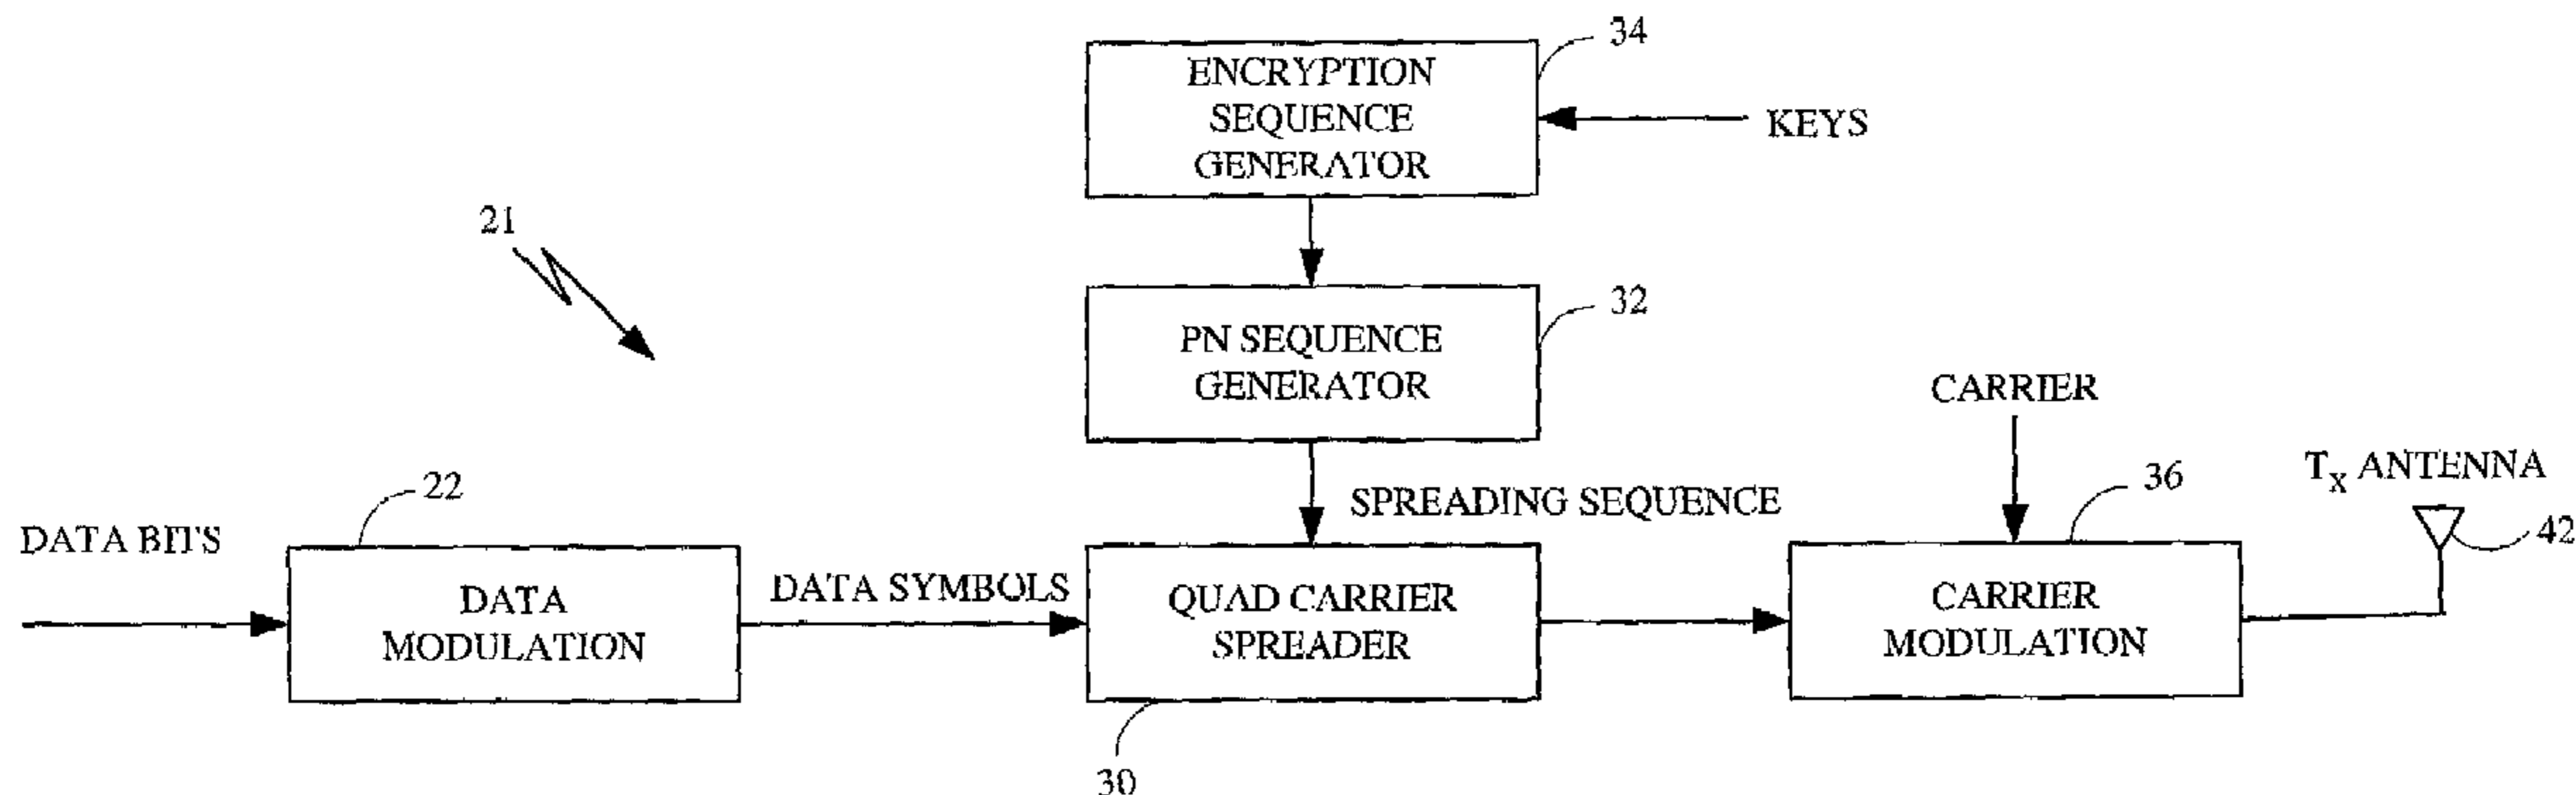 34
ENCRYPTION
SEQUENCE
GENERATOR
KEYS
21
32
PN SEQUENCE
GENERATOR
CARRIER
22
SPREADING SEQUENCE
36
Tx ANTENNA
42
DATA BITS
DATA
MODULATION
DATA SYMBOLS
QUAD CARRIER
SPREADER
CARRIER
MODULATION
30